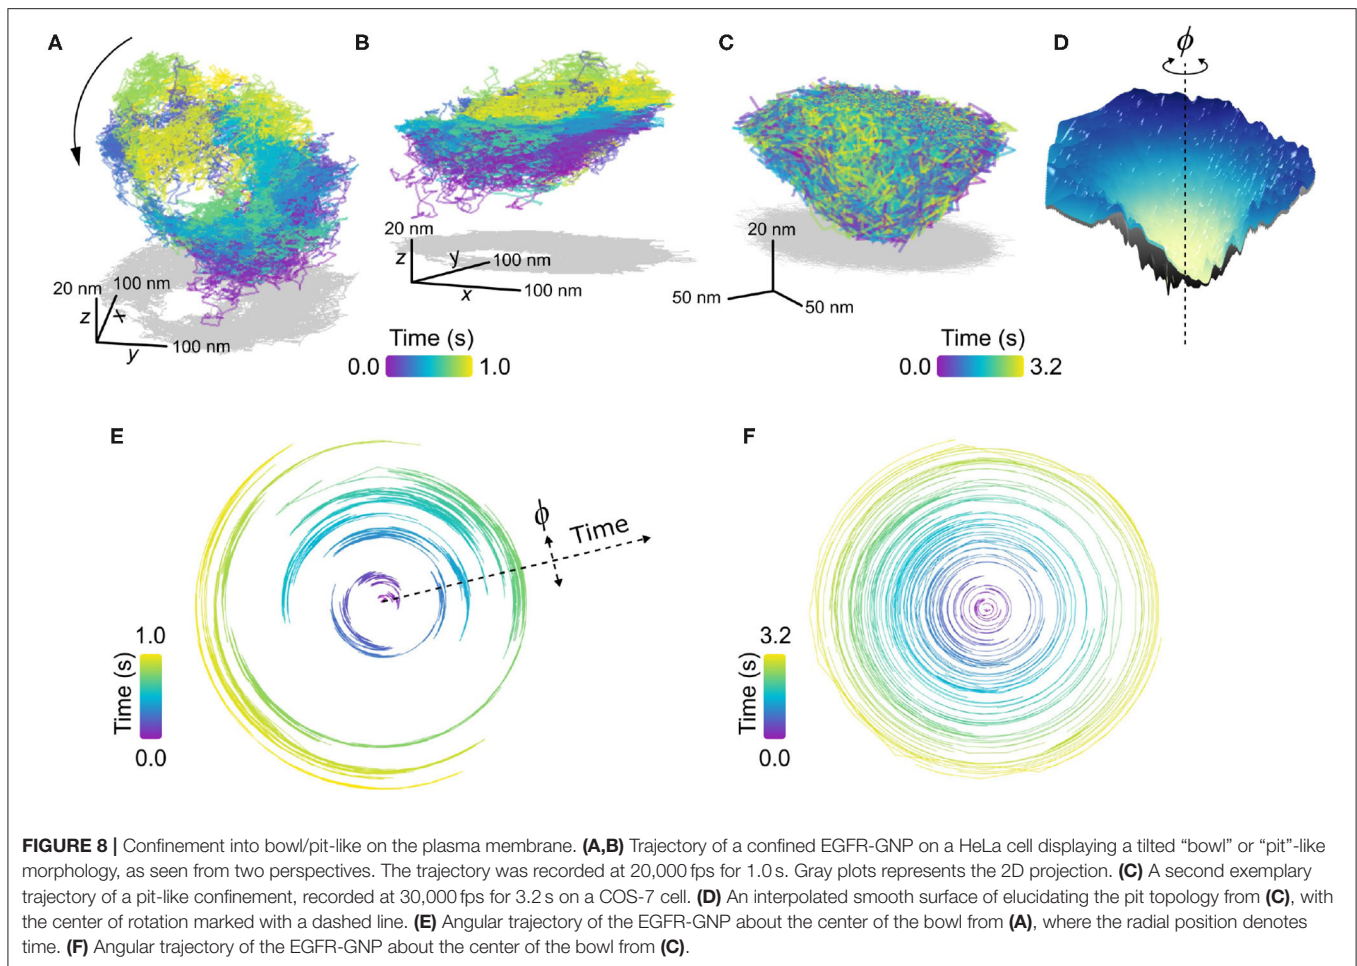 A
B
C
D
ϕ
20 nm
100 nm
z
x
y
100 nm
20 nm
z
y
100 nm
x
100 nm
20 nm
50 nm
50 nm
Time (s)
0.0 1.0
Time (s)
0.0 3.2
E
F
ϕ
Time
1.0
Time (s)
0.0
3.2
Time (s)
0.0
FIGURE 8 | Confinement into bowl/pit-like on the plasma membrane. (A,B) Trajectory of a confined EGFR-GNP on a HeLa cell displaying a tilted “bowl” or “pit”-like
morphology, as seen from two perspectives. The trajectory was recorded at 20,000 fps for 1.0 s. Gray plots represents the 2D projection. (C) A second exemplary
trajectory of a pit-like confinement, recorded at 30,000 fps for 3.2 s on a COS-7 cell. (D) An interpolated smooth surface of elucidating the pit topology from (C), with
the center of rotation marked with a dashed line. (E) Angular trajectory of the EGFR-GNP about the center of the bowl from (A), where the radial position denotes
time. (F) Angular trajectory of the EGFR-GNP about the center of the bowl from (C).